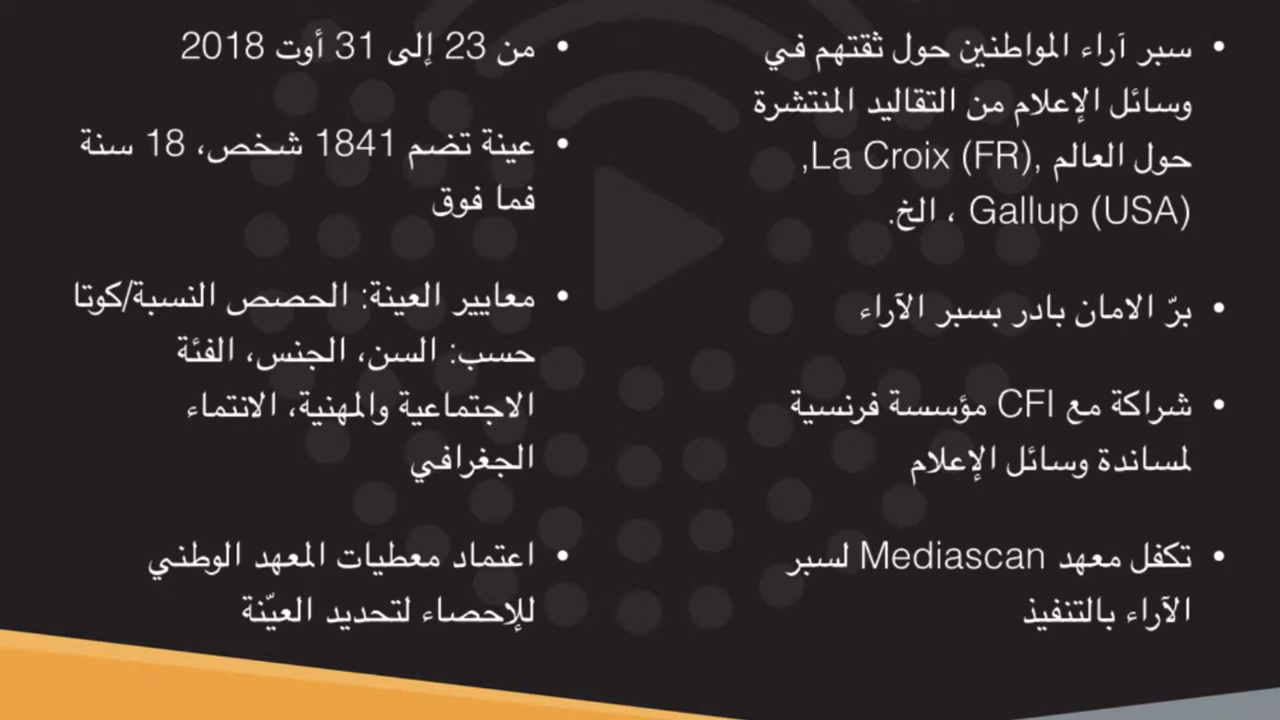 • سبر آراء المواطنين حول ثقتهم في
وسائل الإعلام من التقاليد المنتشرة
حول العالم La Croix (FR), ,
Gallup (USA) ، الخ.
• برّ الامان بادر بسبر الآراء
• شراكة مع CFI مؤسسة فرنسية
لمساندة وسائل الإعلام
• تكفل معهد Mediascan لسبر
الآراء بالتنفيذ
• من 23 إلى 31 أوت 2018
• عينة تضم 1841 شخص، 18 سنة
فما فوق
• معايير العينة: الحصص النسبة/كوتا
حسب: السن، الجنس، الفئة
الاجتماعية والمهنية، الانتماء
الجغرافي
• اعتماد معطيات المعهد الوطني
للإحصاء لتحديد العيّنة